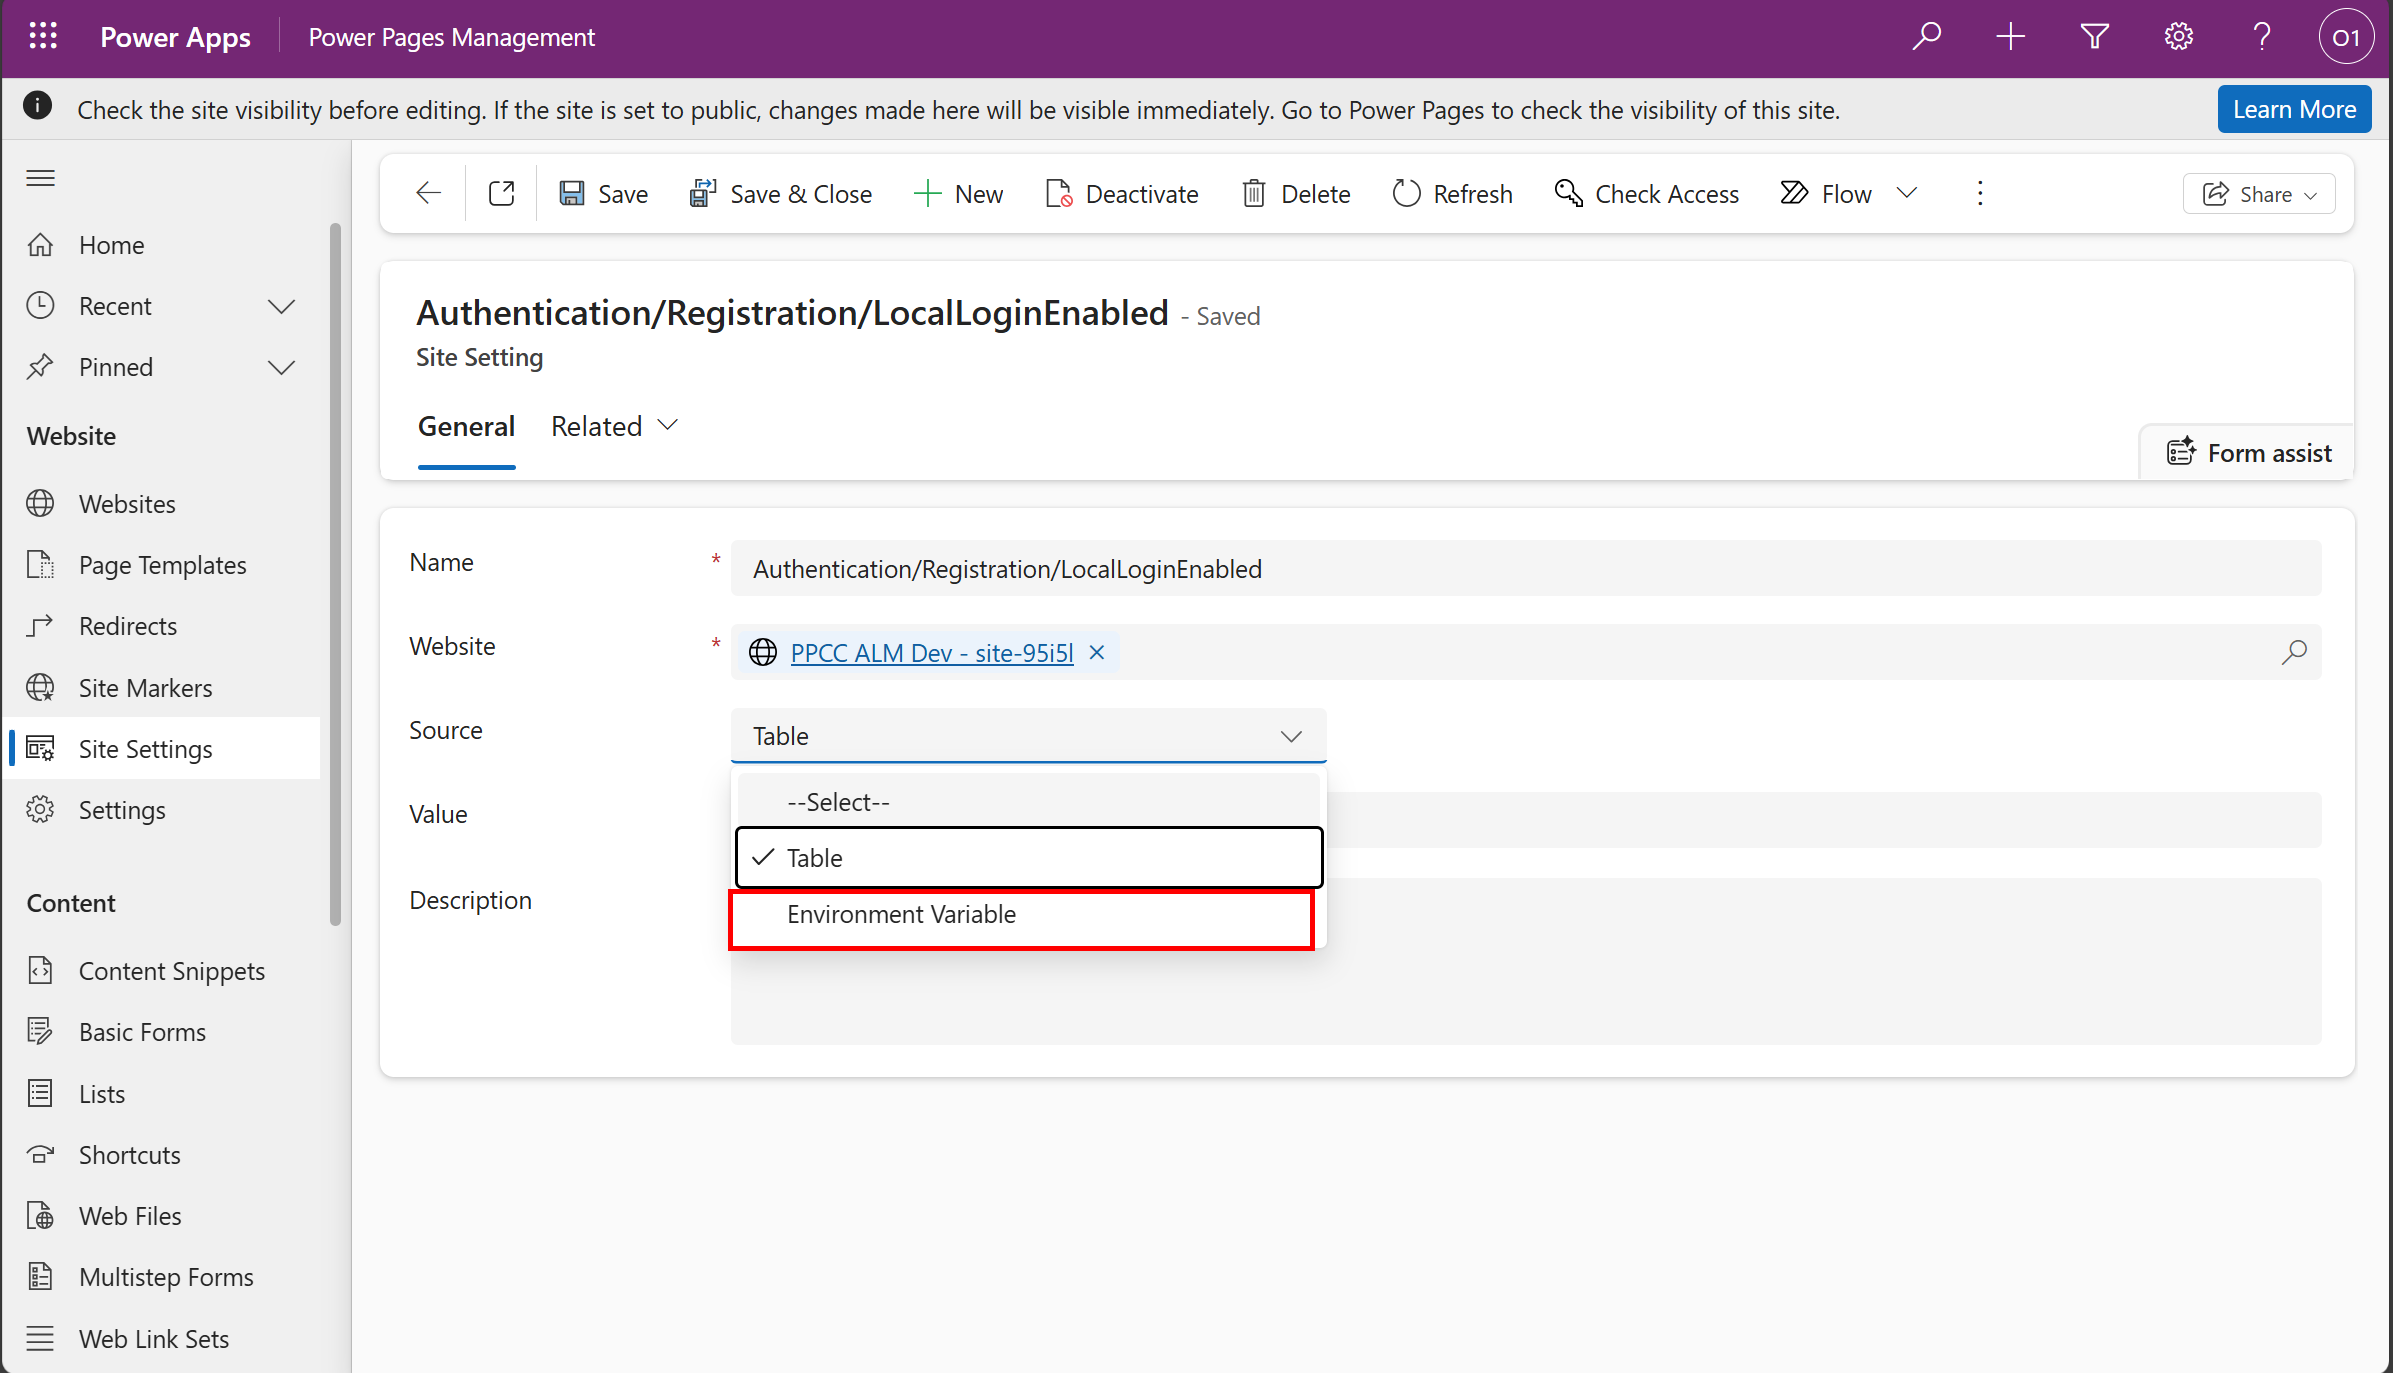 Power Apps
Power Pages Management
O1
Check the site visibility before editing. If the site is set to public, changes made here will be visible immediately. Go to Power Pages to check the visibility of this site.
Learn More
Home
Recent
Pinned
Website
Websites
Page Templates
Redirects
Site Markers
Site Settings
Settings
Content
Content Snippets
Basic Forms
Lists
Shortcuts
Web Files
Multistep Forms
Web Link Sets
Save
Save & Close
New
Deactivate
Delete
Refresh
Check Access
Flow
Share
Authentication/Registration/LocalLoginEnabled - Saved
Site Setting
General
Related
Form assist
Name *
Authentication/Registration/LocalLoginEnabled
Website *
PPCC ALM Dev - site-95i5l
Source
Table
--Select--
Table
Environment Variable
Value
Description